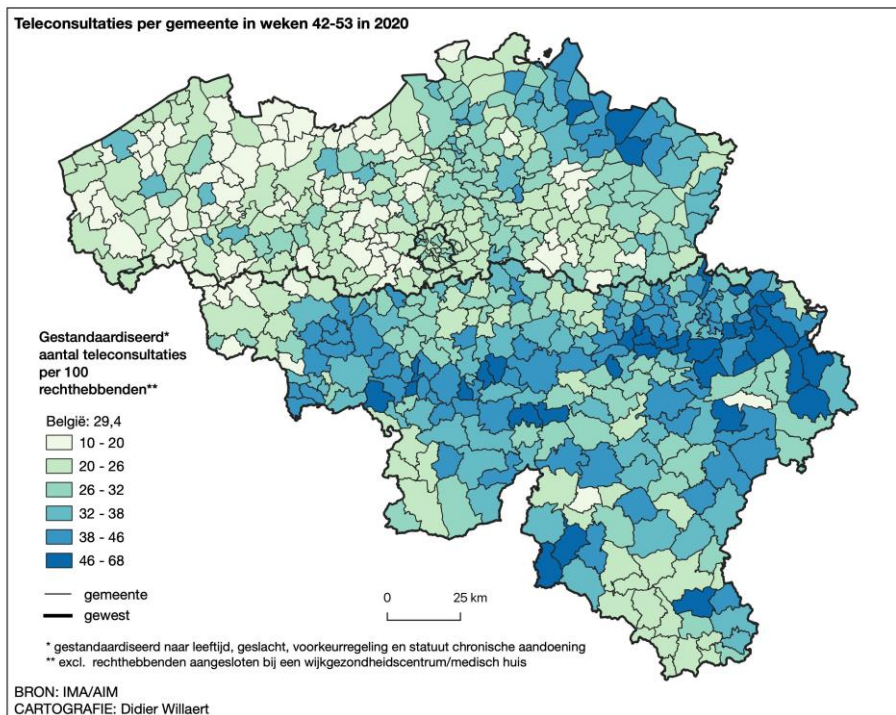 Teleconsultaties per gemeente in weken 42-53 in 2020
Gestandaardiseerd*
aantal teleconsultaties
per 100
rechthebbenden**
België: 29,4
10 - 20
20 - 26
26 - 32
32 - 38
38 - 46
46 - 68
gemeente
gewest
0 25 km
* gestandaardiseerd naar leeftijd, geslacht, voorkeurregeling en statuut chronische aandoening
** excl. rechthebbenden aangesloten bij een wijkgezondheidscentrum/medisch huis
BRON: IMA/AIM
CARTOGRAFIE: Didier Willaert